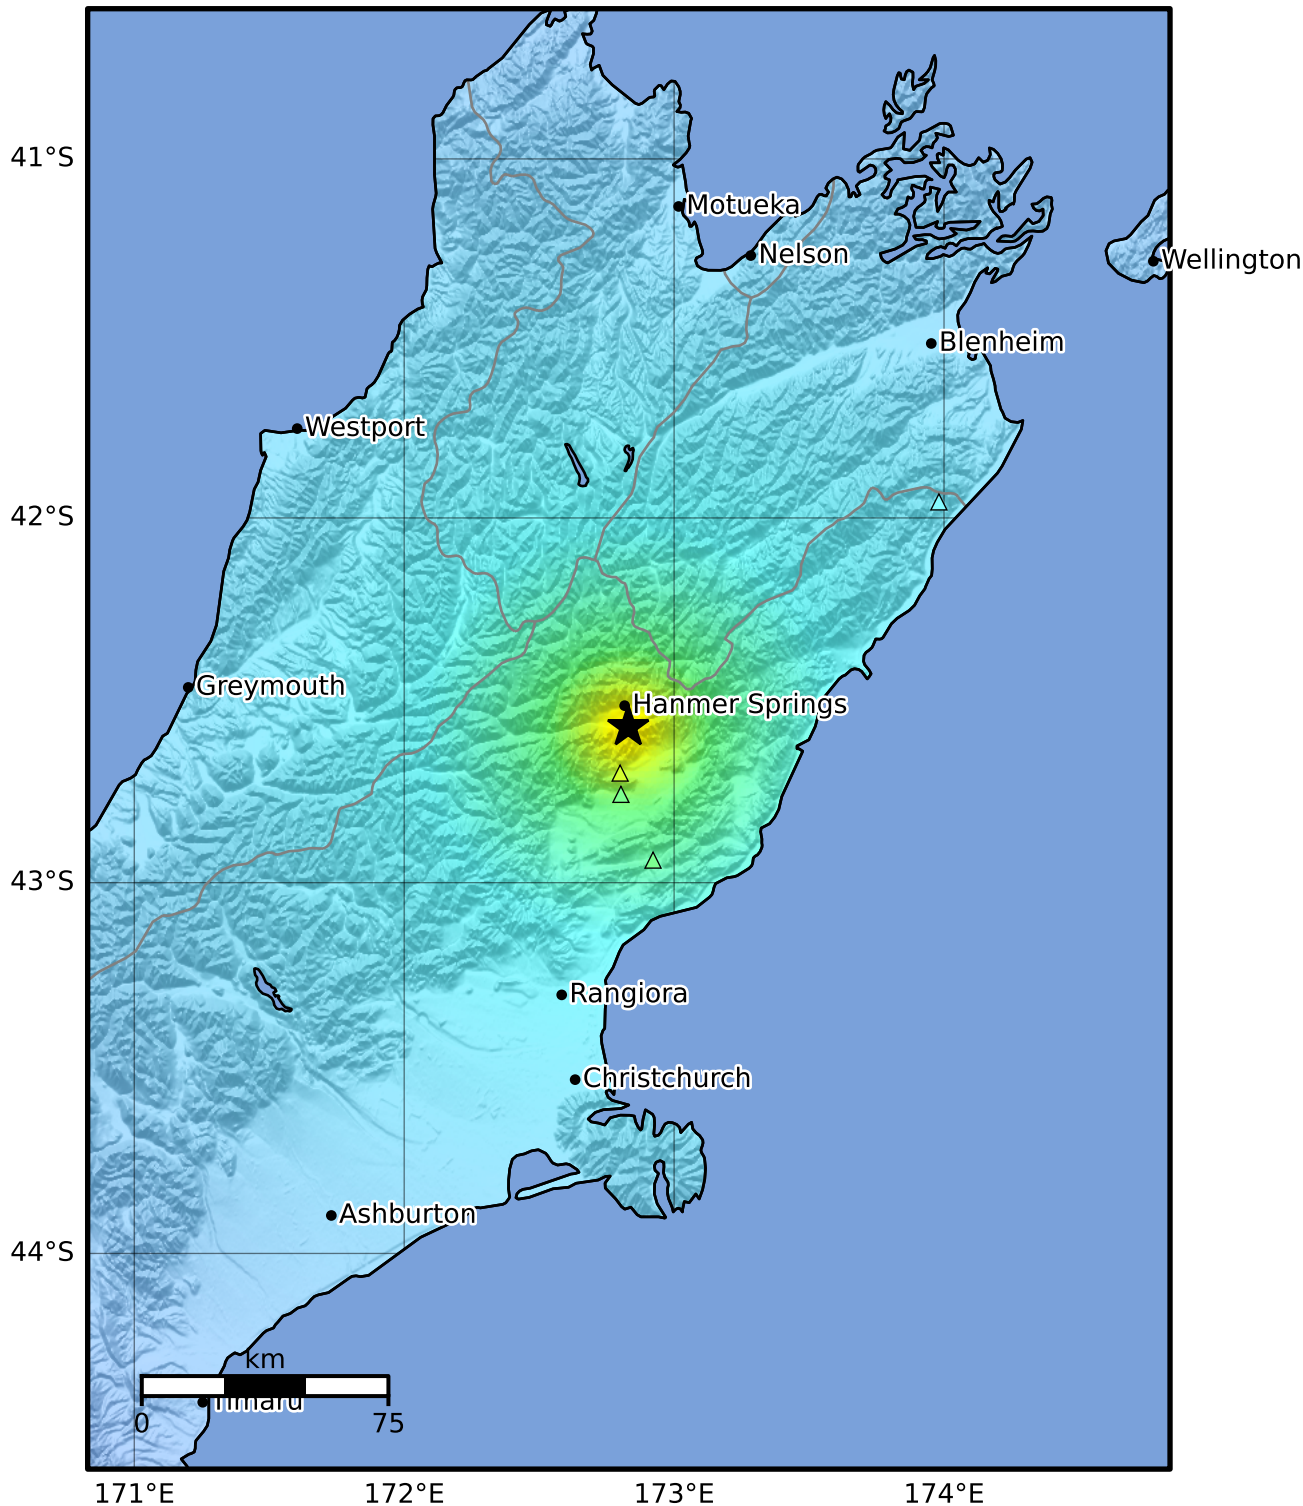 41°S
Motueka
Nelson
Wellington
Blenheim
Westport
42°S
Greymouth
Hanmer Springs
43°S
Rangiora
Christchurch
Ashburton
44°S
km
Timaru
0
75
171°E
172°E
173°E
174°E